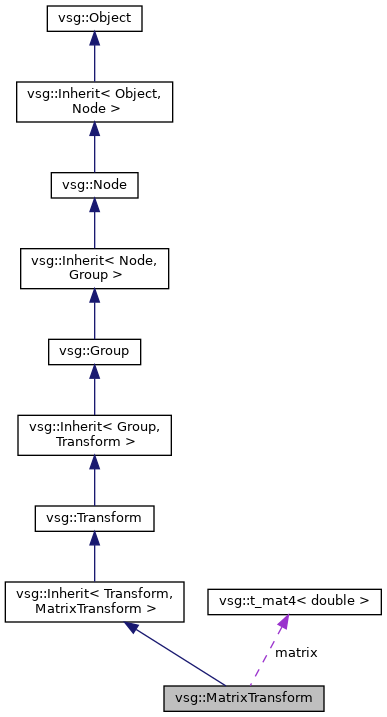 vsg::Object
vsg::Inherit< Object,
Node >
vsg::Node
vsg::Inherit< Node,
Group >
vsg::Group
vsg::Inherit< Group,
Transform >
vsg::Transform
vsg::Inherit< Transform,
MatrixTransform >
vsg::t_mat4< double >
matrix
vsg::MatrixTransform